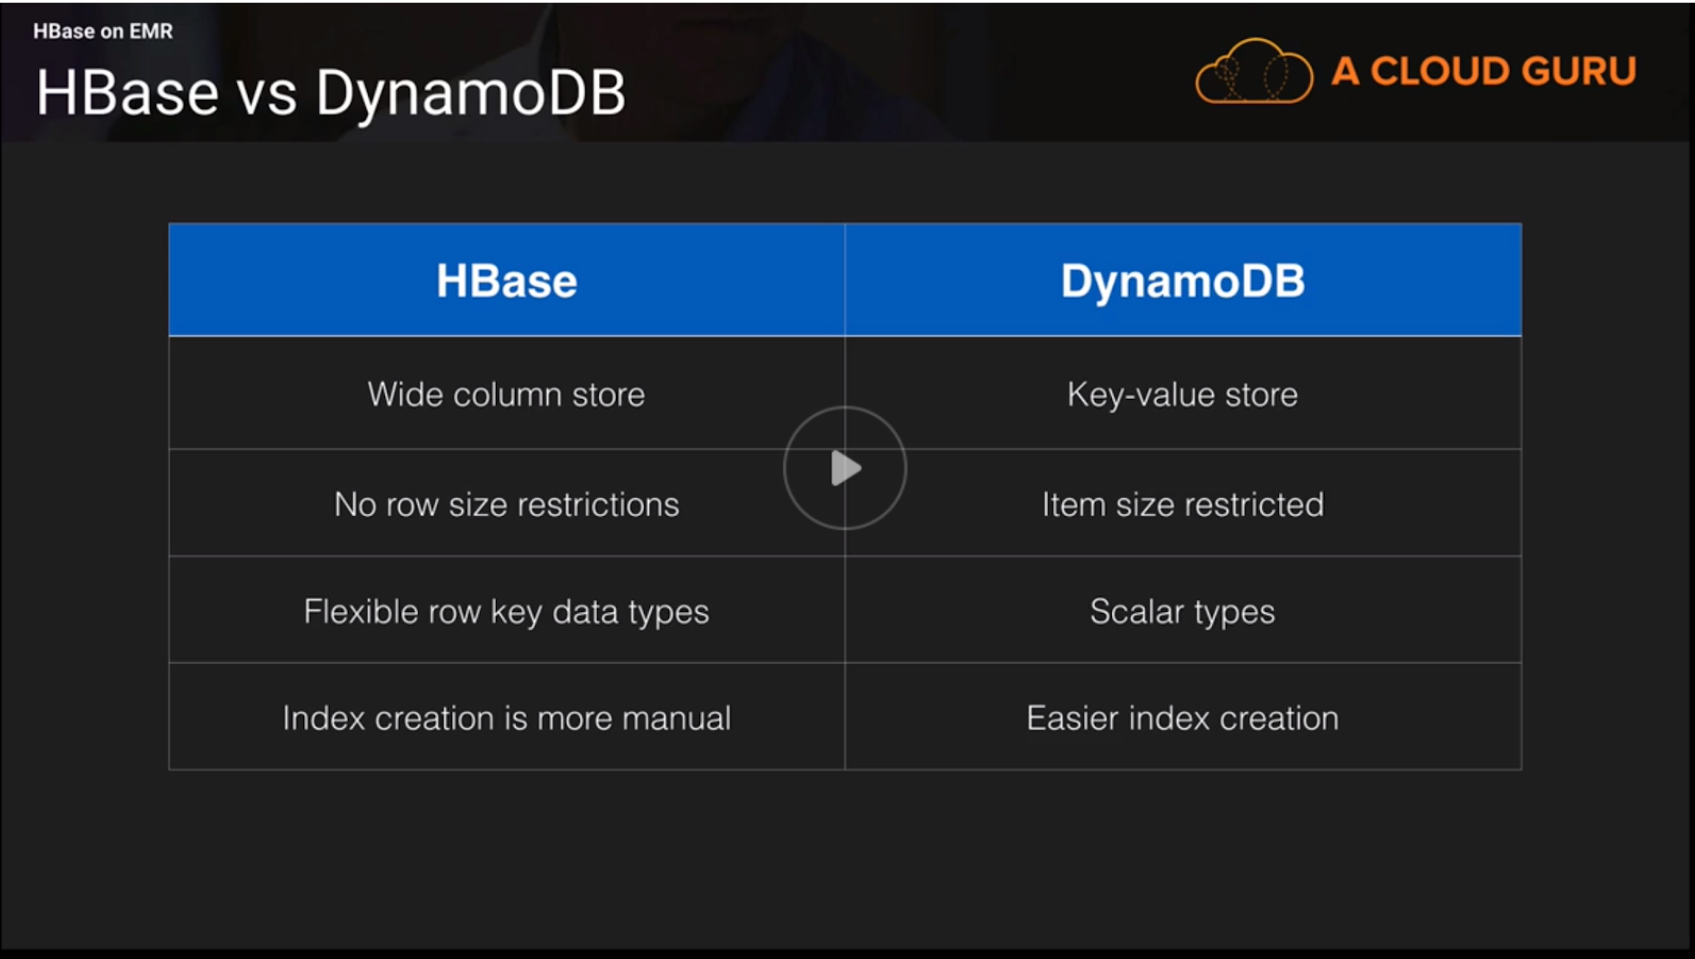 HBase on EMR
HBase vs DynamoDB
A CLOUD GURU
HBase DynamoDB
Wide column store Key-value store
No row size restrictions Item size restricted
Flexible row key data types Scalar types
Index creation is more manual Easier index creation